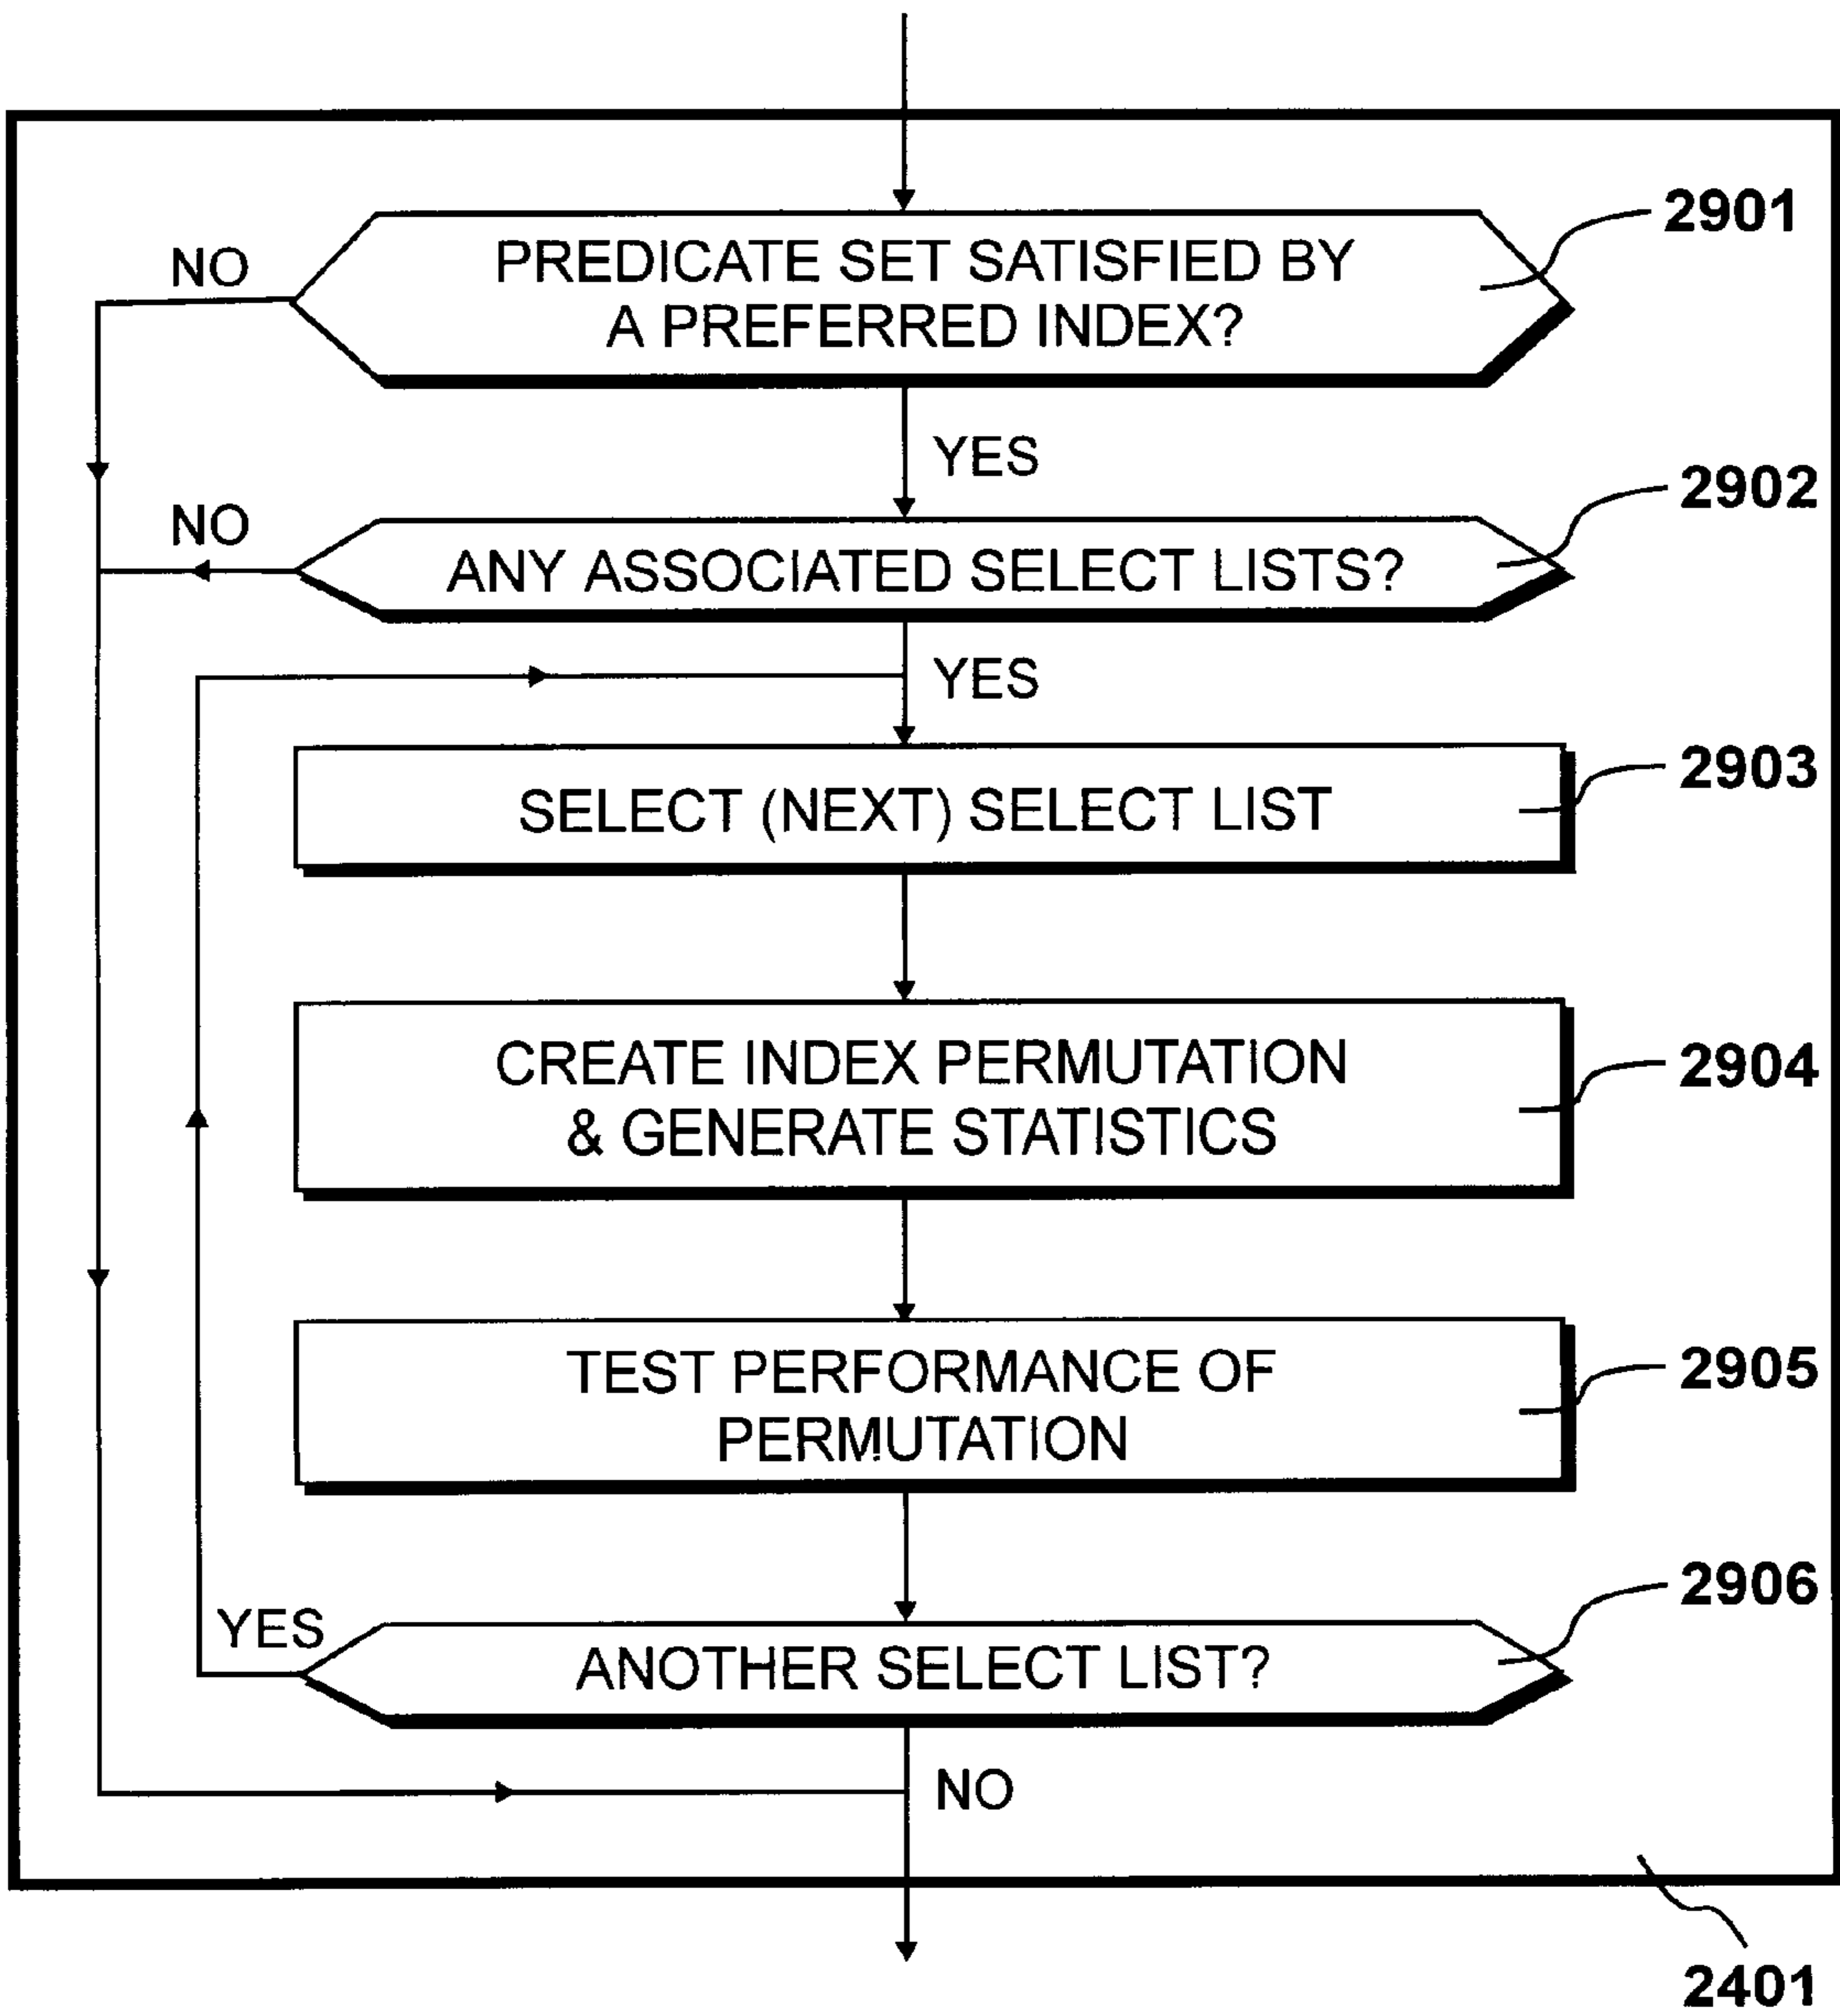 2901
NO
PREDICATE SET SATISFIED BY
A PREFERRED INDEX?
YES
2902
NO
ANY ASSOCIATED SELECT LISTS?
YES
2903
SELECT (NEXT) SELECT LIST
CREATE INDEX PERMUTATION
2904
& GENERATE STATISTICS
TEST PERFORMANCE OF
2905
PERMUTATION
2906
YES
ANOTHER SELECT LIST?
NO
2401